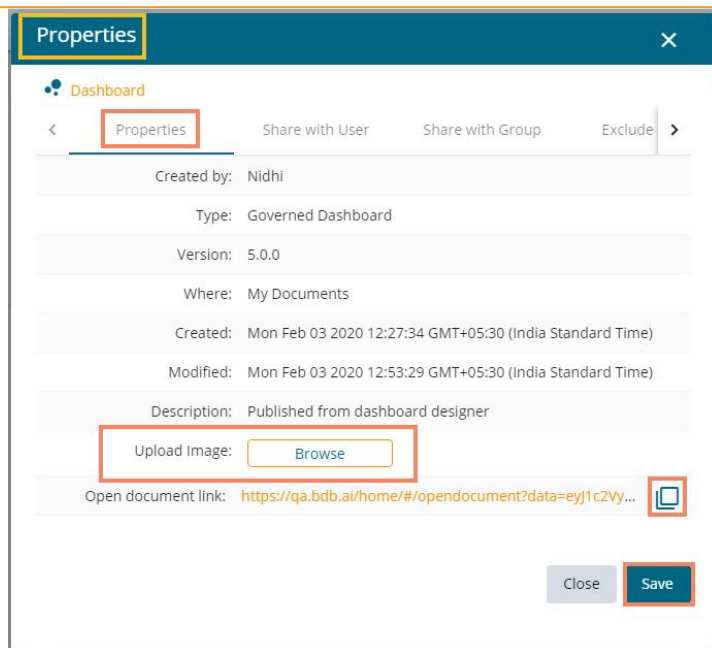 Properties
Dashboard
Properties Share with User Share with Group Exclude
Created by: Nidhi
Type: Governed Dashboard
Version: 5.0.0
Where: My Documents
Created: Mon Feb 03 2020 12:27:34 GMT+05:30 (India Standard Time)
Modified: Mon Feb 03 2020 12:53:29 GMT+05:30 (India Standard Time)
Description: Published from dashboard designer
Upload Image: Browse
Open document link: https://qa.bdb.ai/home/#/opendocument?data=eyJ1c2Vy...
Close Save